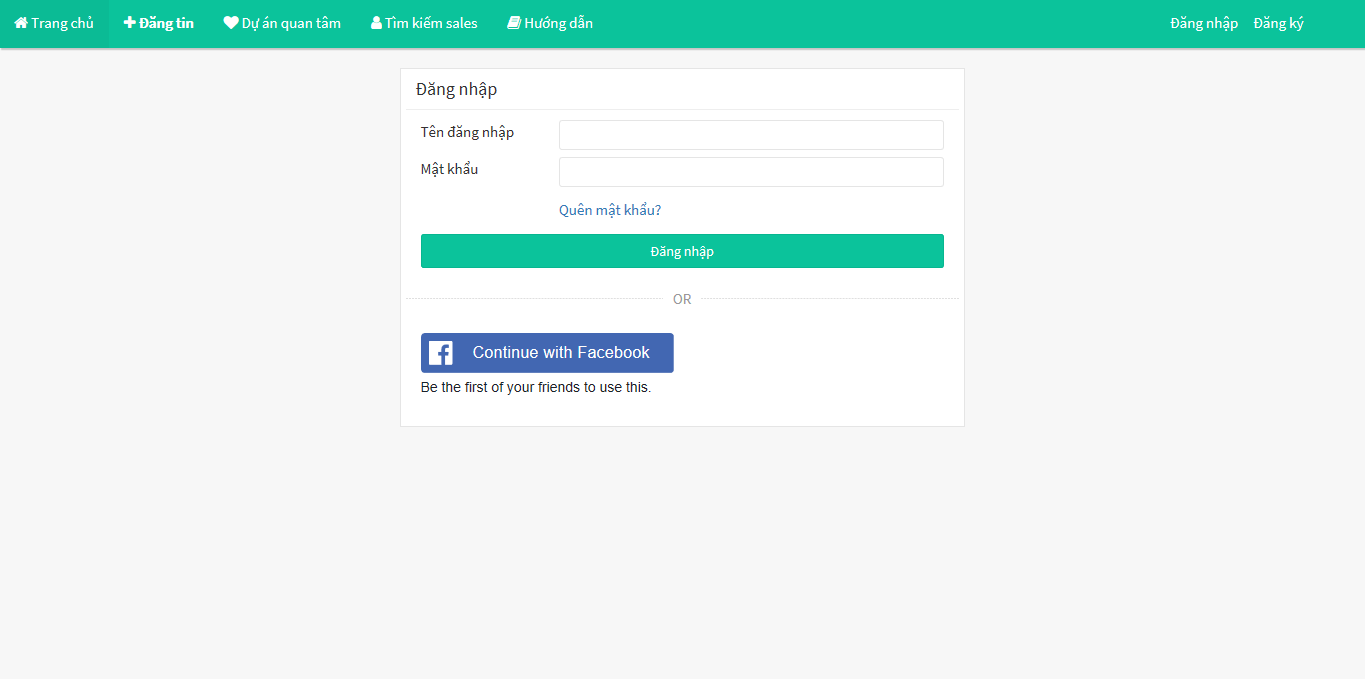 Trang chủ Đăng tin Dự án quan tâm Tìm kiếm sales Hướng dẫn Đăng nhập Đăng ký
Đăng nhập
Tên đăng nhập
Mật khẩu
Quên mật khẩu?
Đăng nhập
OR
Continue with Facebook
Be the first of your friends to use this.